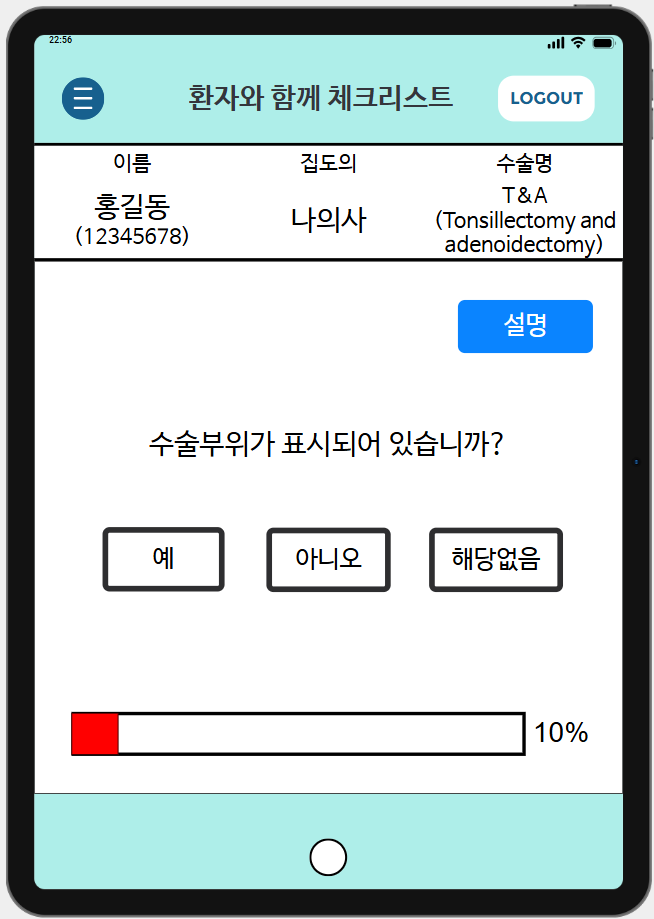 22:56
환자와 함께 체크리스트
LOGOUT
이름
집도의
수술명
홍길동
(12345678)
나의사
T & A
(Tonsillectomy and
adenoidectomy)
설명
수술부위가 표시되어 있습니까?
예
아니오
해당없음
10%